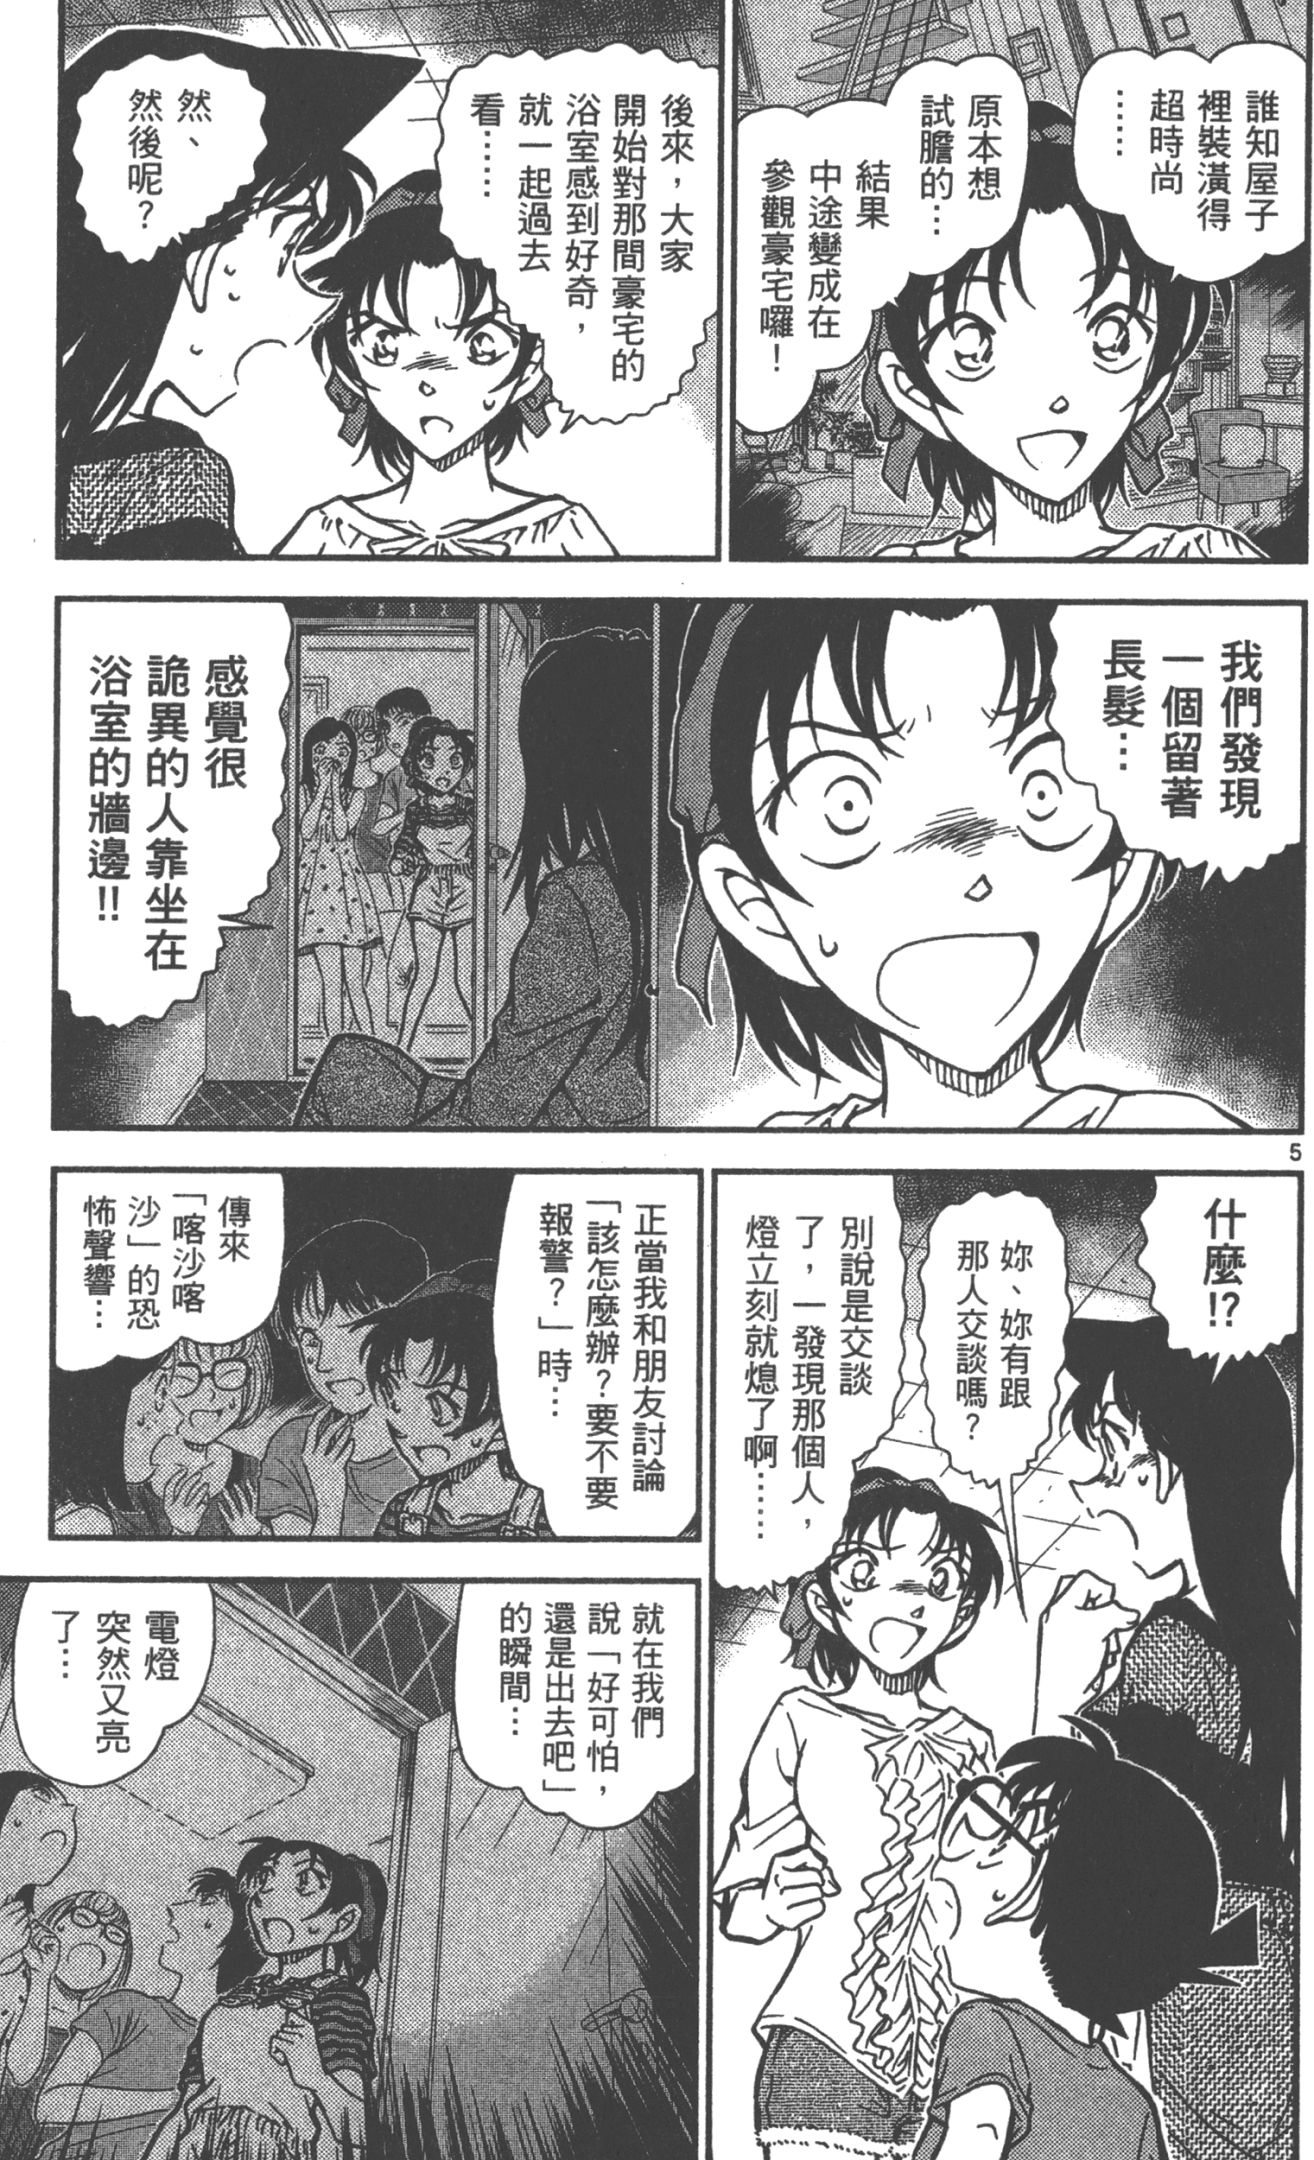 誰知屋子
裡裝潢得
超時尚
……
原本想
試膽的…
結果
中途變成在
參觀豪宅囉！
後來，大家
開始對那間豪宅的
浴室感到好奇，
就一起過去
看……
然、
然後呢？
我們發現
一個留著
長髮…
感覺很
詭異的人靠坐在
浴室的牆邊!!
5
什麼!?
妳、妳有跟
那人交談嗎？
別說是交談
了，一發現那個人，
燈立刻就熄了啊……
正當我和朋友討論
「該怎麼辦？要不要
報警？」時…
傳來
「喀沙喀
沙」的恐
怖聲響…
就在我們
說「好可怕，
還是出去吧」
的瞬間…
電燈
突然又亮
了…